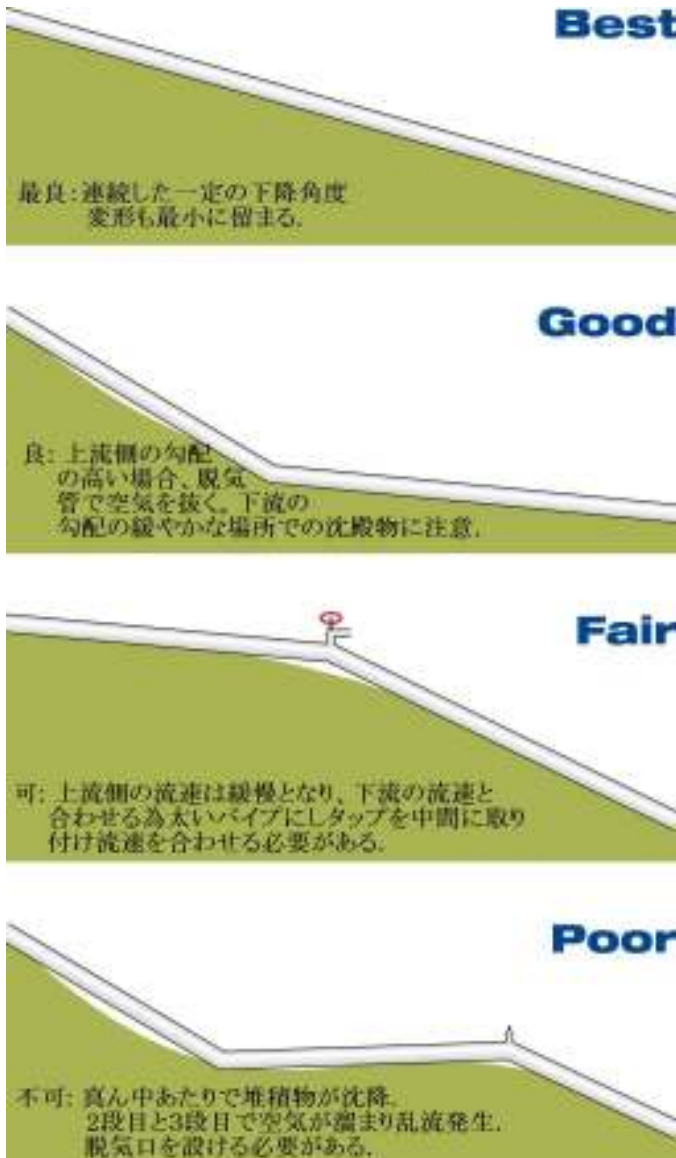 Best
最良: 連続した一定の下降角度
変形も最小に留まる.
Good
良: 上流側の勾配
の高い場合、脱気
管で空気を抜く。下流の
勾配の緩やかな場所での沈殿物に注意.
Fair
可: 上流側の流速は緩慢となり、下流の流速と
合わせる為太いパイプにしタップを中間に取り
付け流速を合わせる必要がある.
Poor
不可: 真ん中あたりで堆積物が沈降.
2段目と3段目で空気が溜まり乱流発生.
脱気口を設ける必要がある.